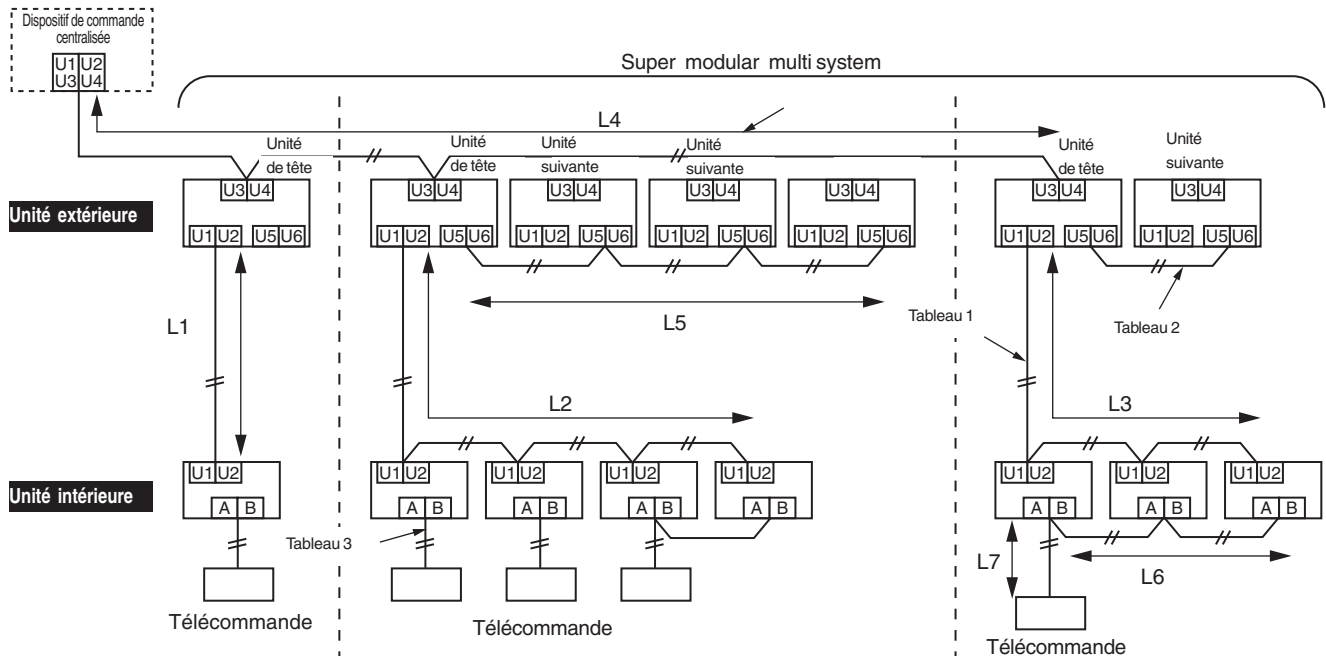 Dispositif de commande
centralisée
U1 U2
U3 U4
Super modular multi system
L4
Unité
de tête
Unité
de tête
Unité
suivante
Unité
suivante
Unité
de tête
Unité
suivante
U3 U4
U3 U4
U3 U4
U3 U4
U3 U4
U3 U4
U3 U4
Unité extérieure
U1 U2 U5 U6
U1 U2 U5 U6
U1 U2 U5 U6
U1 U2 U5 U6
U1 U2 U5 U6
U1 U2 U5 U6
U1 U2 U5 U6
L1
L5
Tableau 1
Tableau 2
L2
L3
U1 U2
U1 U2
U1 U2
U1 U2
U1 U2
U1 U2
U1 U2
U1 U2
Unité intérieure
A B
A B
A B
A B
A B
A B
A B
A B
Tableau 3
L7
L6
Télécommande
Télécommande
Télécommande